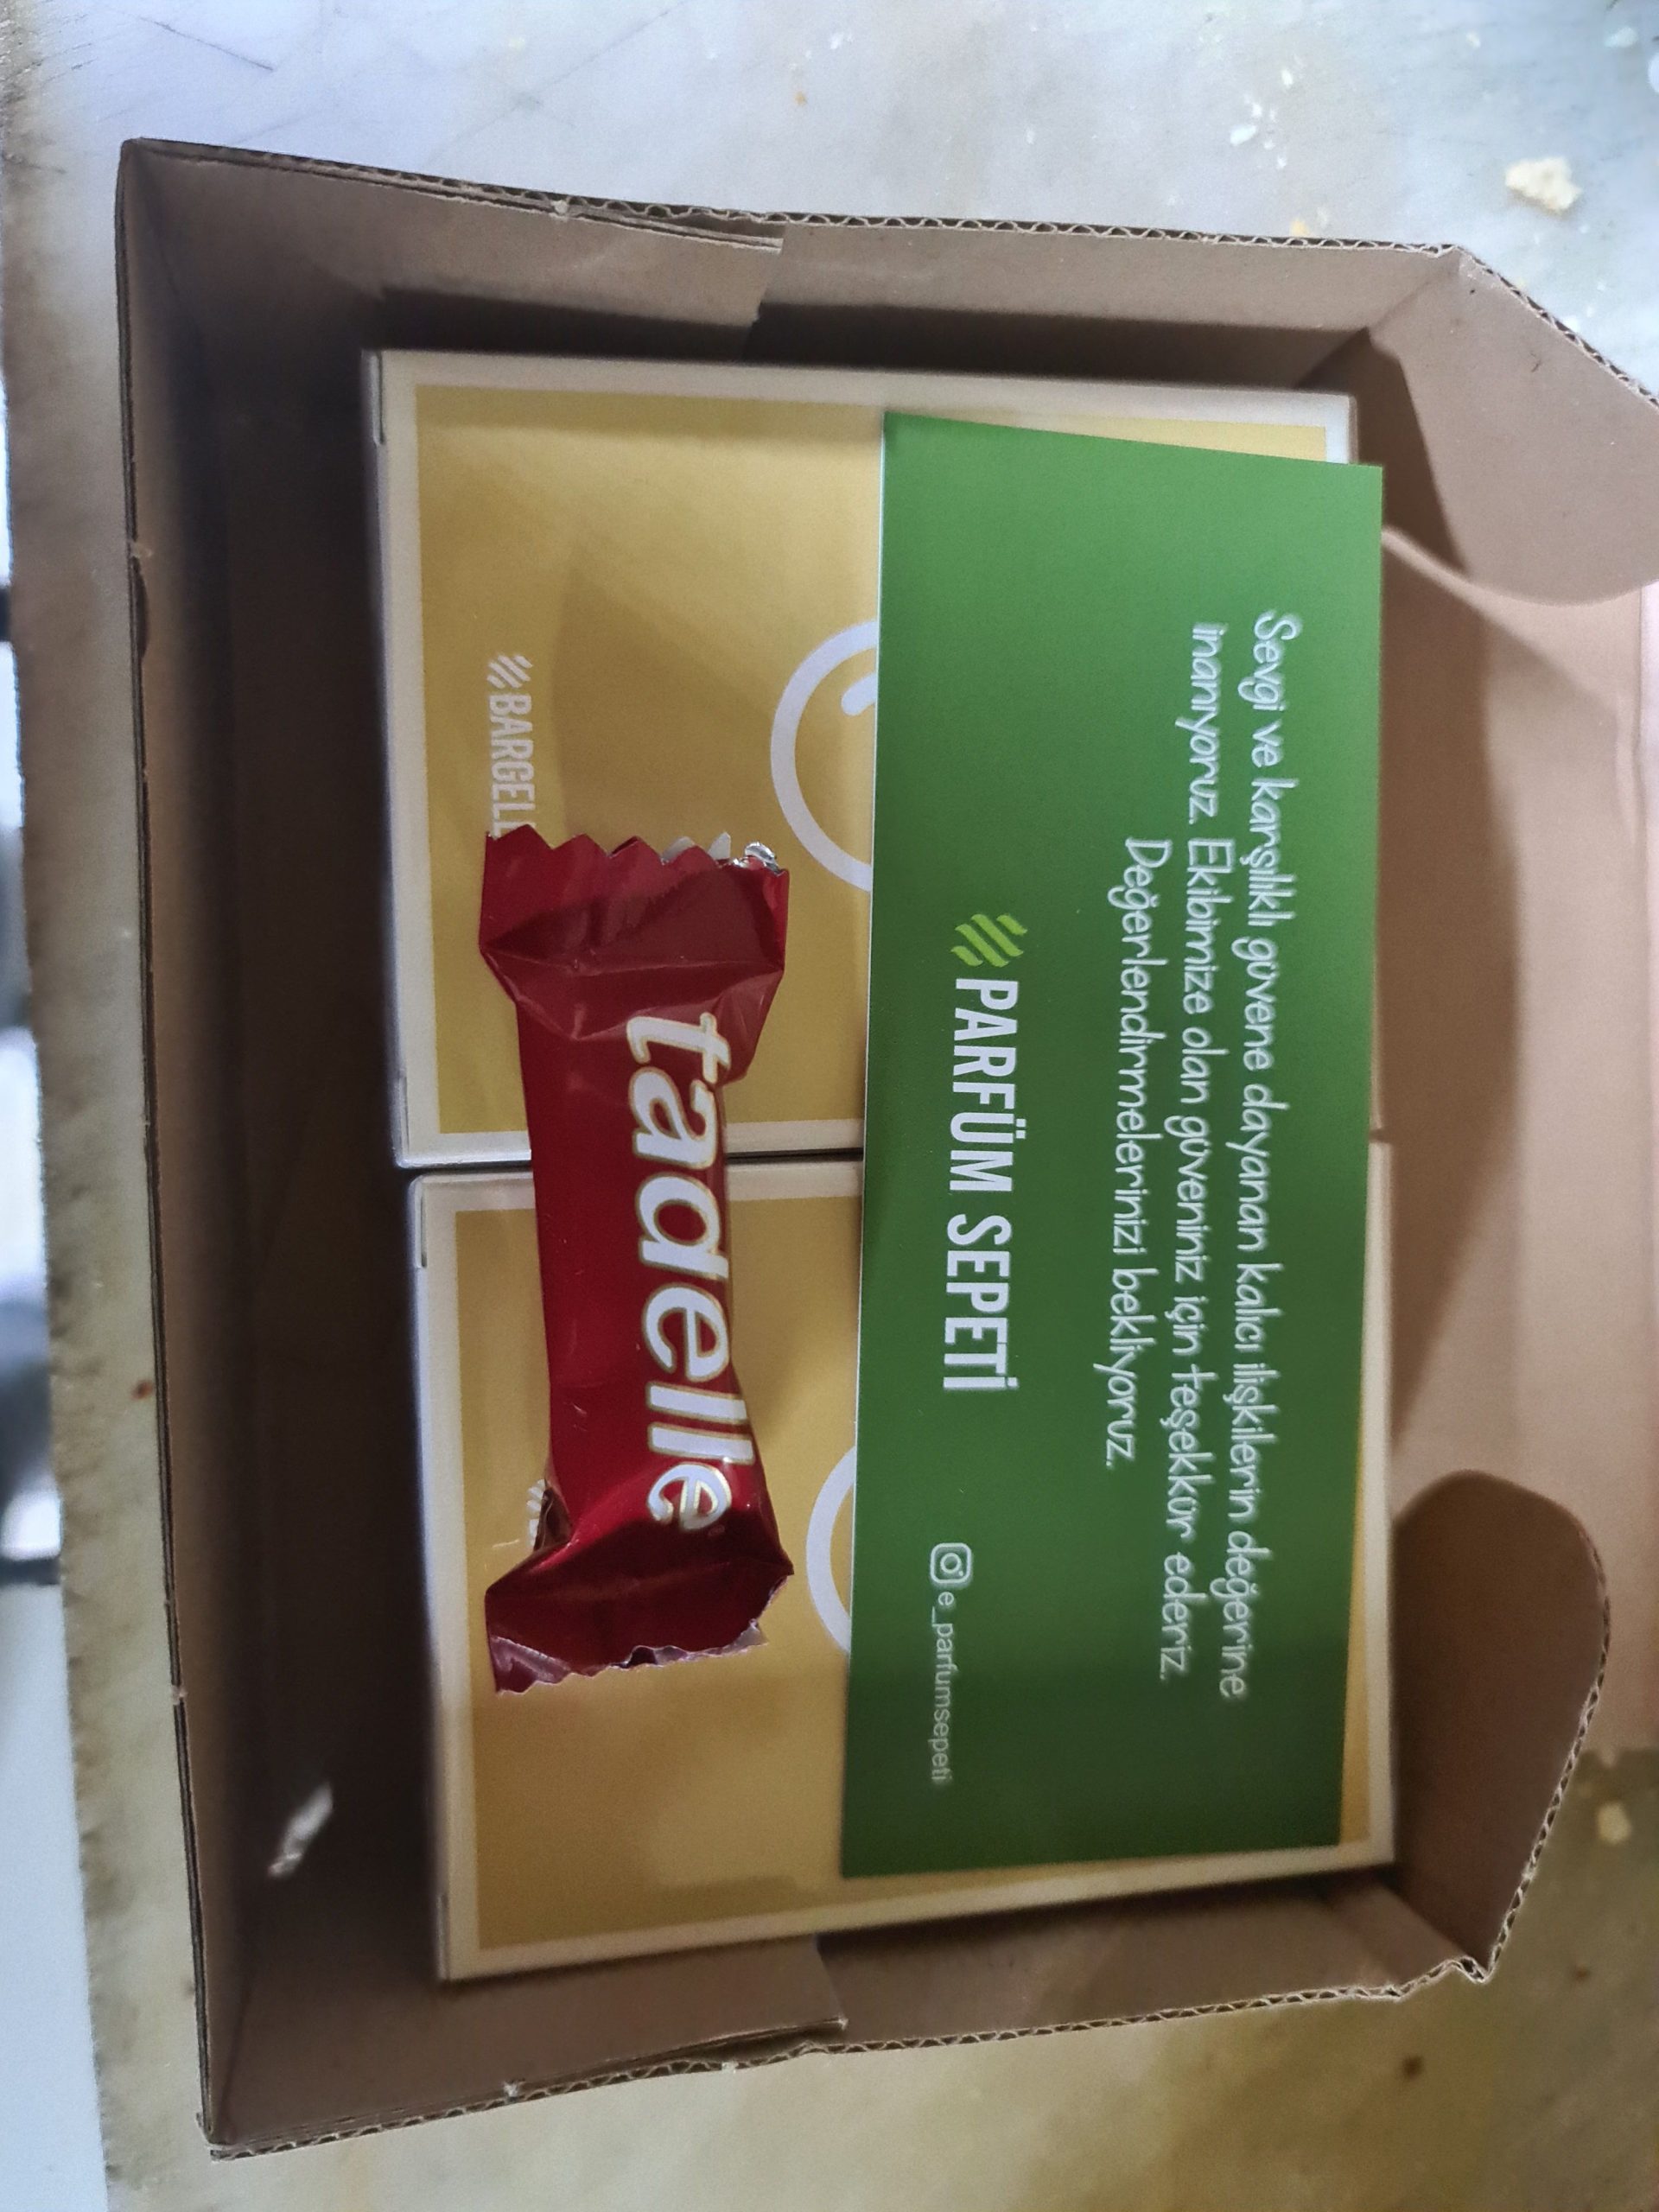 Sevgi ve karşılıklı güvene dayanan kalıcı ilişkilerin değerine
inanıyoruz. Ekibimize olan güveniniz için teşekkür ederiz.
Değerlendirmelerinizi bekliyoruz.
PARFÜM SEPETİ
e_parfumsepeti
tadelle
BARGELL